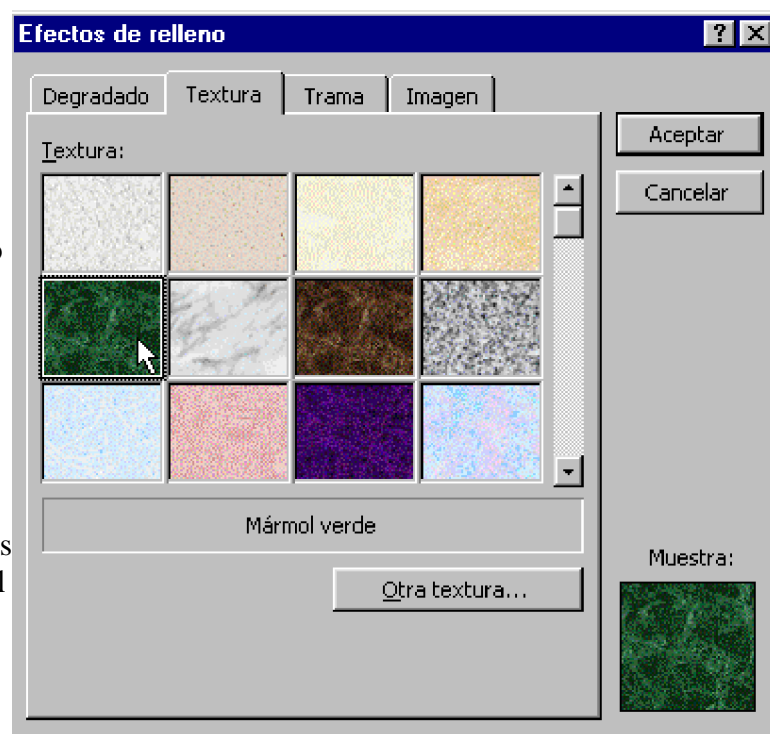 Efectos de relleno
Degradado Textura Trama Imagen
Textura:
Aceptar
Cancelar
Mármol verde
Otra textura...
Muestra:
s
l